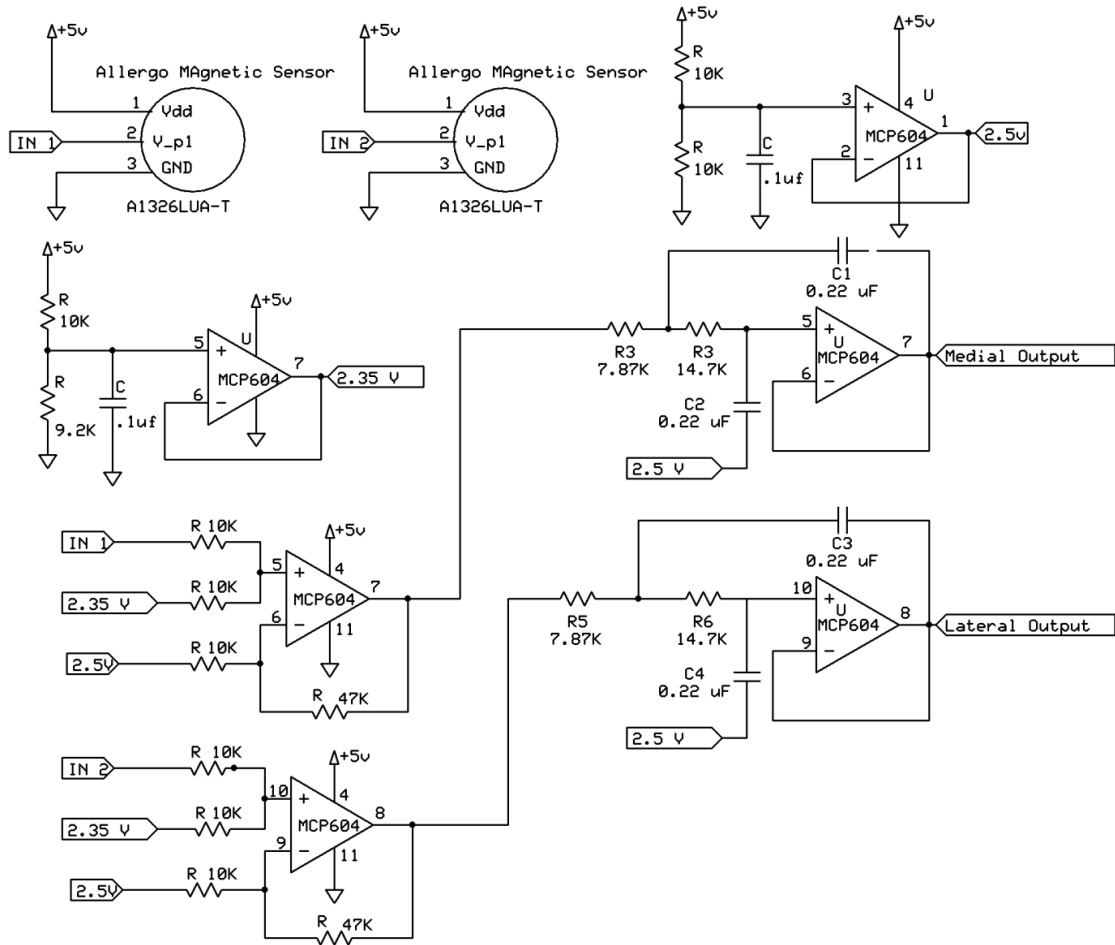 +5v
Allergo MAgnetic Sensor
1 Vdd
IN 1
2 V_p1
3 GND
A1326LUA-T
+5v
Allergo MAgnetic Sensor
1 Vdd
IN 2
2 V_p1
3 GND
A1326LUA-T
+5v
R
10K
R
10K
C
.1uf
3 +
2 −
MCP604
+5v
4 U
11
1
2.5v
+5v
R
10K
R
9.2K
C
.1uf
5 +
6 −
U
MCP604
+5v
7
2.35 V
C1
0.22 uF
R3
7.87K
R3
14.7K
C2
0.22 uF
2.5 V
5 +
6 −
U
MCP604
7
Medial Output
IN 1
R 10K
2.35 V
R 10K
2.5V
R 10K
5 +
6 −
MCP604
+5v
4
11
7
R 47K
C3
0.22 uF
R5
7.87K
R6
14.7K
C4
0.22 uF
2.5 V
10 +
9 −
U
MCP604
8
Lateral Output
IN 2
R 10K
2.35 V
R 10K
2.5V
R 10K
10 +
9 −
MCP604
+5v
4
11
8
R 47K